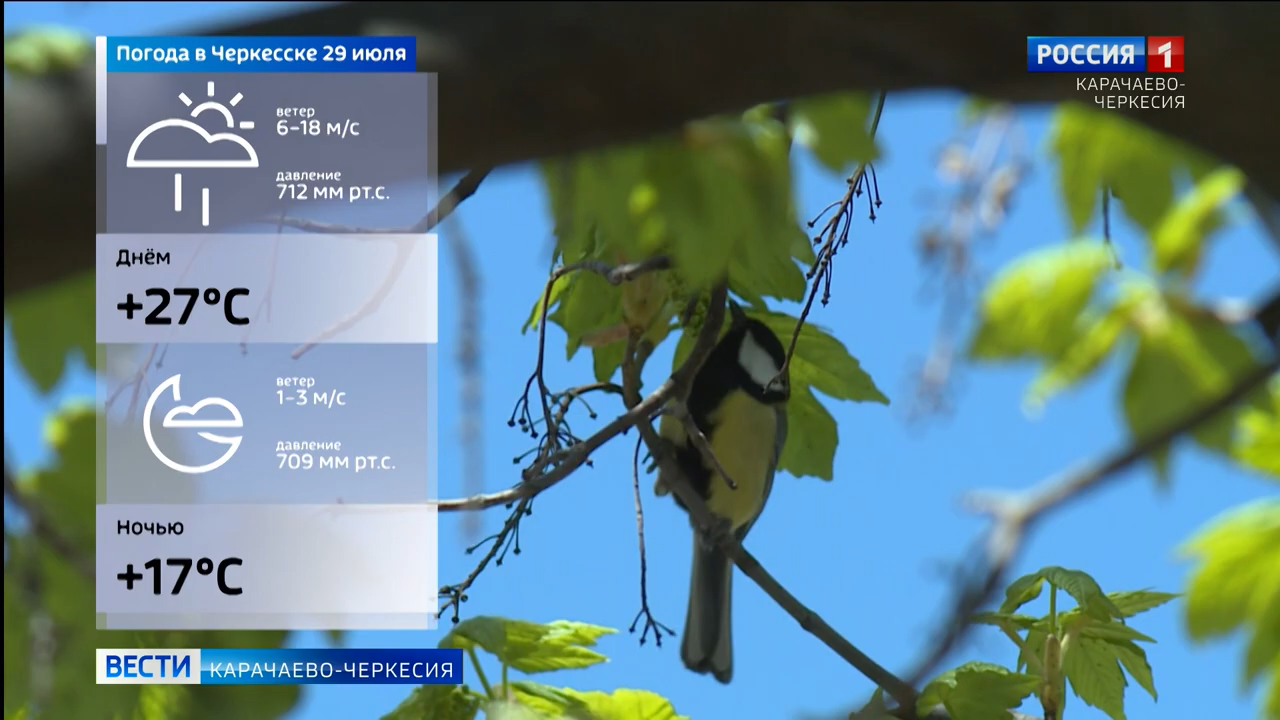 Погода в Черкесске 29 июля
ветер
6-18 м/с
давление
712 мм рт.с.
Днём
+27°C
ветер
1-3 м/с
давление
709 мм рт.с.
Ночью
+17°C
ВЕСТИ КАРАЧАЕВО-ЧЕРКЕСИЯ
РОССИЯ 1
КАРАЧАЕВО-
ЧЕРКЕСИЯ